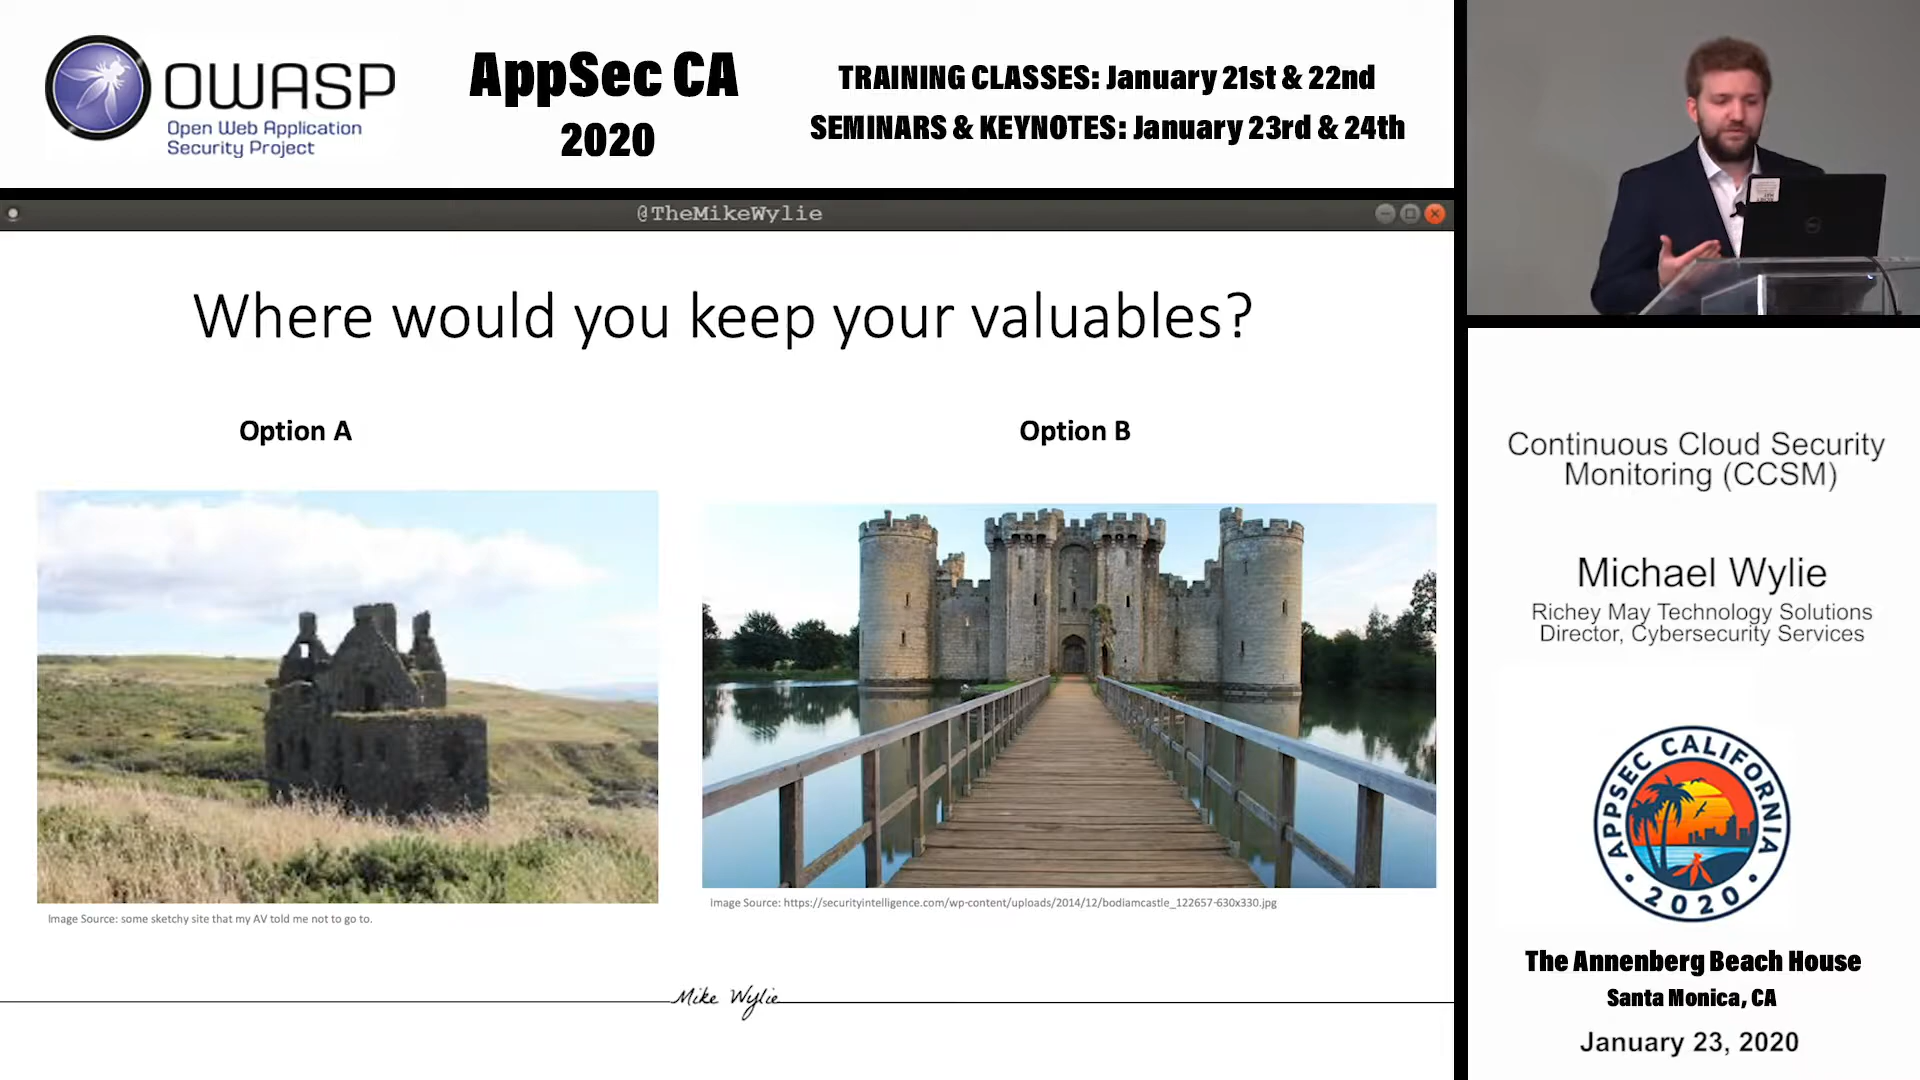 OWASP
Open Web Application
Security Project
AppSec CA
2020
TRAINING CLASSES: January 21st & 22nd
SEMINARS & KEYNOTES: January 23rd & 24th
@TheMikeWylie
Where would you keep your valuables?
Option A
Option B
Image Source: some sketchy site that my AV told me not to go to.
Image Source: https://securityintelligence.com/wp-content/uploads/2014/12/bodiamcastle_122657-630x330.jpg
Mike Wylie
Continuous Cloud Security
Monitoring (CCSM)
Michael Wylie
Richey May Technology Solutions
Director, Cybersecurity Services
APPSEC CALIFORNIA
• 2020 •
The Annenberg Beach House
Santa Monica, CA
January 23, 2020